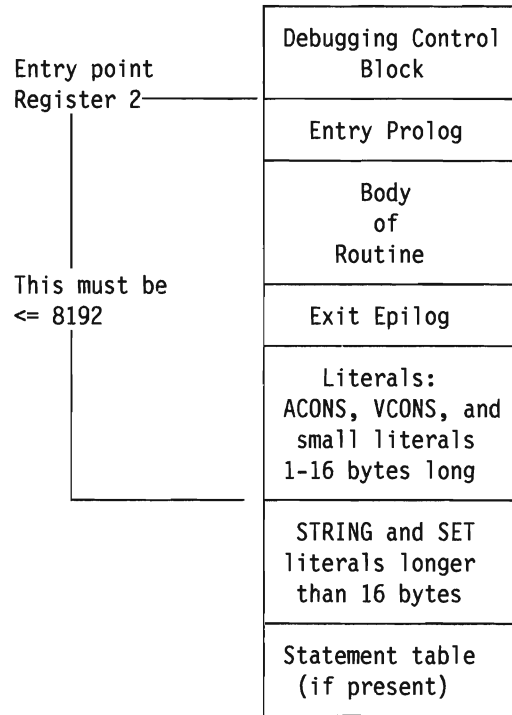 Debugging Control
Block
Entry point
Register 2
Entry Prolog
Body
of
Routine
This must be
<= 8192
Exit Epilog
Literals:
ACONS, VCONS, and
small literals
1-16 bytes long
STRING and SET
literals longer
than 16 bytes
Statement table
(if present)